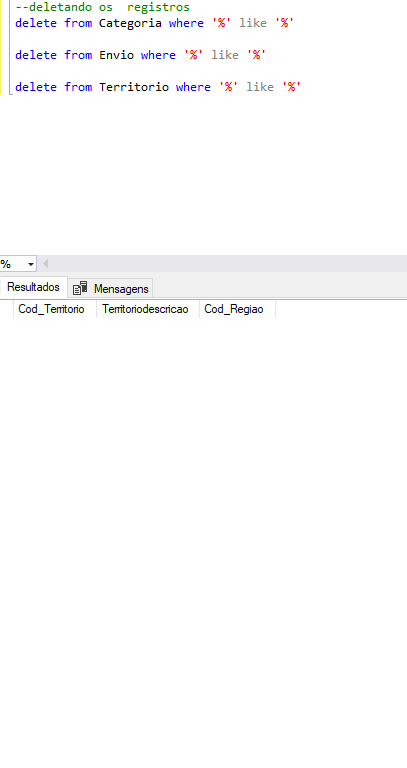 --deletando os  registros
delete from Categoria where '%' like '%'
delete from Envio where '%' like '%'
delete from Territorio where '%' like '%'
%
Resultados Mensagens
Cod_Territorio Territoriodescricao Cod_Regiao